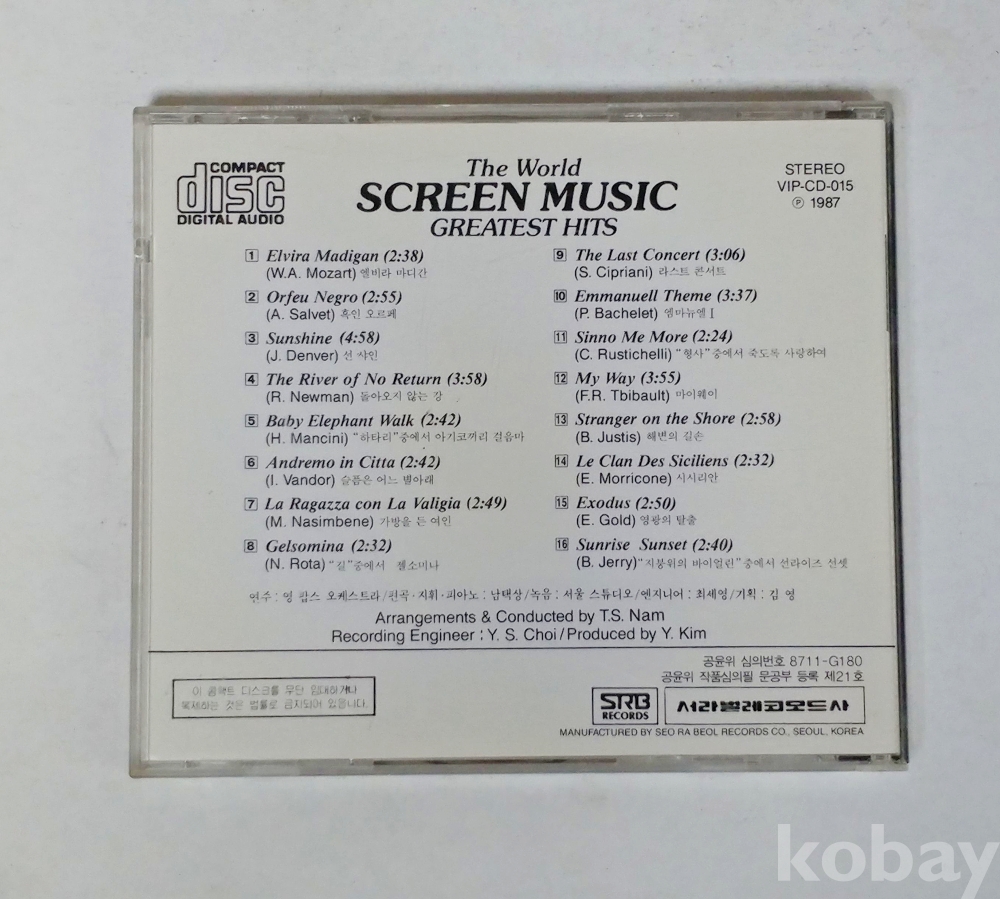 COMPACT
disc
DIGITAL AUDIO
The World
SCREEN MUSIC
GREATEST HITS
STEREO
VIP-CD-015
℗ 1987
1 Elvira Madigan (2:38)
(W.A. Mozart) 엘비라 마디간
2 Orfeu Negro (2:55)
(A. Salvet) 흑인 오르페
3 Sunshine (4:58)
(J. Denver) 선 샤인
4 The River of No Return (3:58)
(R. Newman) 돌아오지 않는 강
5 Baby Elephant Walk (2:42)
(H. Mancini) “하타리”중에서 아기코끼리 걸음마
6 Andremo in Citta (2:42)
(I. Vandor) 슬픔은 어느 별아래
7 La Ragazza con La Valigia (2:49)
(M. Nasimbene) 가방을 든 여인
8 Gelsomina (2:32)
(N. Rota) “길”중에서 젤소미나
9 The Last Concert (3:06)
(S. Cipriani) 라스트 콘서트
10 Emmanuell Theme (3:37)
(P. Bachelet) 엠마뉴엘 I
11 Sinno Me More (2:24)
(C. Rustichelli) “형사”중에서 죽도록 사랑하여
12 My Way (3:55)
(F.R. Tbibault) 마이웨이
13 Stranger on the Shore (2:58)
(B. Justis) 해변의 길손
14 Le Clan Des Siciliens (2:32)
(E. Morricone) 시시리안
15 Exodus (2:50)
(E. Gold) 영광의 탈출
16 Sunrise Sunset (2:40)
(B. Jerry) “지붕위의 바이얼린”중에서 선라이즈 선셋
연주 : 영 팝스 오케스트라/편곡·지휘·피아노 : 남택상/녹음 : 서울 스튜디오/엔지니어 : 최세영/기획 : 김 영
Arrangements & Conducted by T.S. Nam
Recording Engineer : Y. S. Choi / Produced by Y. Kim
공윤위 심의번호 8711-G180
공윤위 작품심의필 문공부 등록 제21호
이 콤팩트 디스크를 무단 임대하거나
복제하는 것은 법률로 금지되어 있읍니다.
SRB
RECORDS
서라벌레코오드사
MANUFACTURED BY SEO RA BEOL RECORDS CO., SEOUL, KOREA
kobay